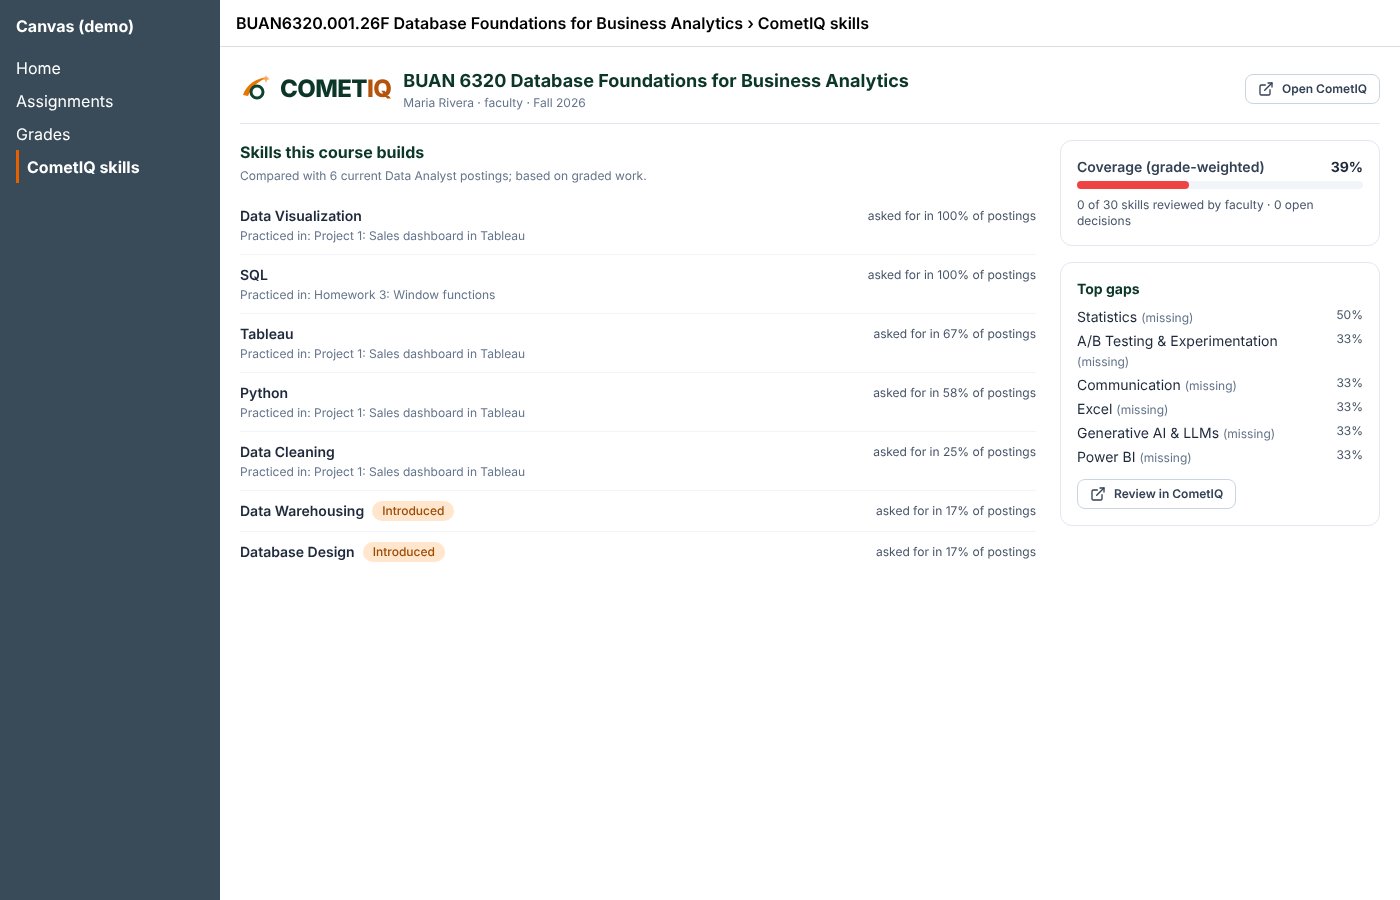 Canvas (demo)
Home
Assignments
Grades
CometIQ skills
BUAN6320.001.26F Database Foundations for Business Analytics › CometIQ skills
COMETIQ
BUAN 6320 Database Foundations for Business Analytics
Maria Rivera · faculty · Fall 2026
Open CometIQ
Skills this course builds
Compared with 6 current Data Analyst postings; based on graded work.
Data Visualization
asked for in 100% of postings
Practiced in: Project 1: Sales dashboard in Tableau
SQL
asked for in 100% of postings
Practiced in: Homework 3: Window functions
Tableau
asked for in 67% of postings
Practiced in: Project 1: Sales dashboard in Tableau
Python
asked for in 58% of postings
Practiced in: Project 1: Sales dashboard in Tableau
Data Cleaning
asked for in 25% of postings
Practiced in: Project 1: Sales dashboard in Tableau
Data Warehousing Introduced
asked for in 17% of postings
Database Design Introduced
asked for in 17% of postings
Coverage (grade-weighted) 39%
0 of 30 skills reviewed by faculty · 0 open
decisions
Top gaps
Statistics (missing) 50%
A/B Testing & Experimentation 33%
(missing)
Communication (missing) 33%
Excel (missing) 33%
Generative AI & LLMs (missing) 33%
Power BI (missing) 33%
Review in CometIQ